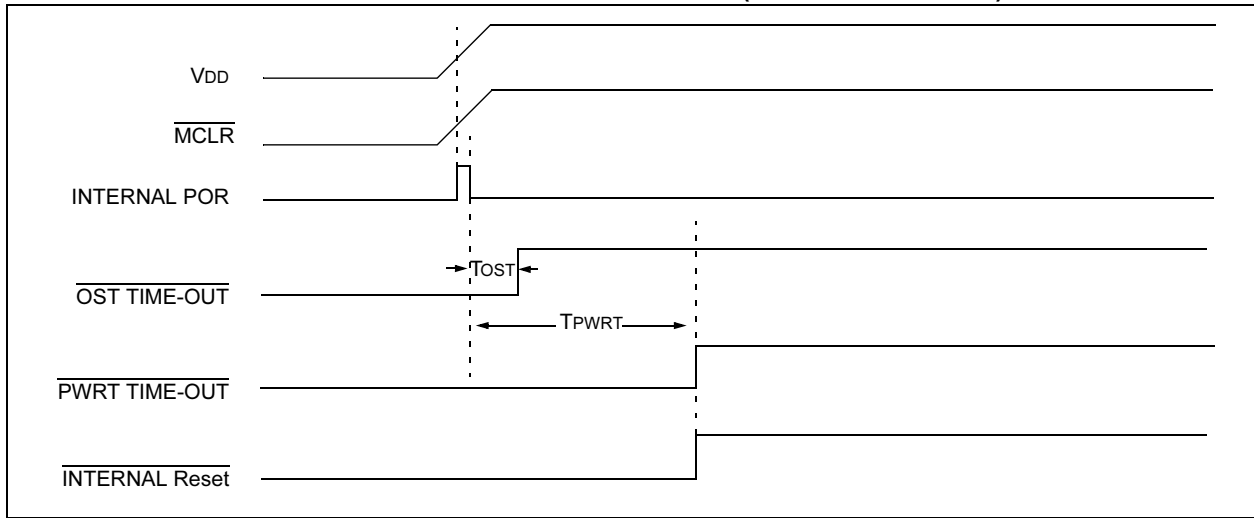 VDD
MCLR
INTERNAL POR
TOST
OST TIME-OUT
TPWRT
PWRT TIME-OUT
INTERNAL Reset